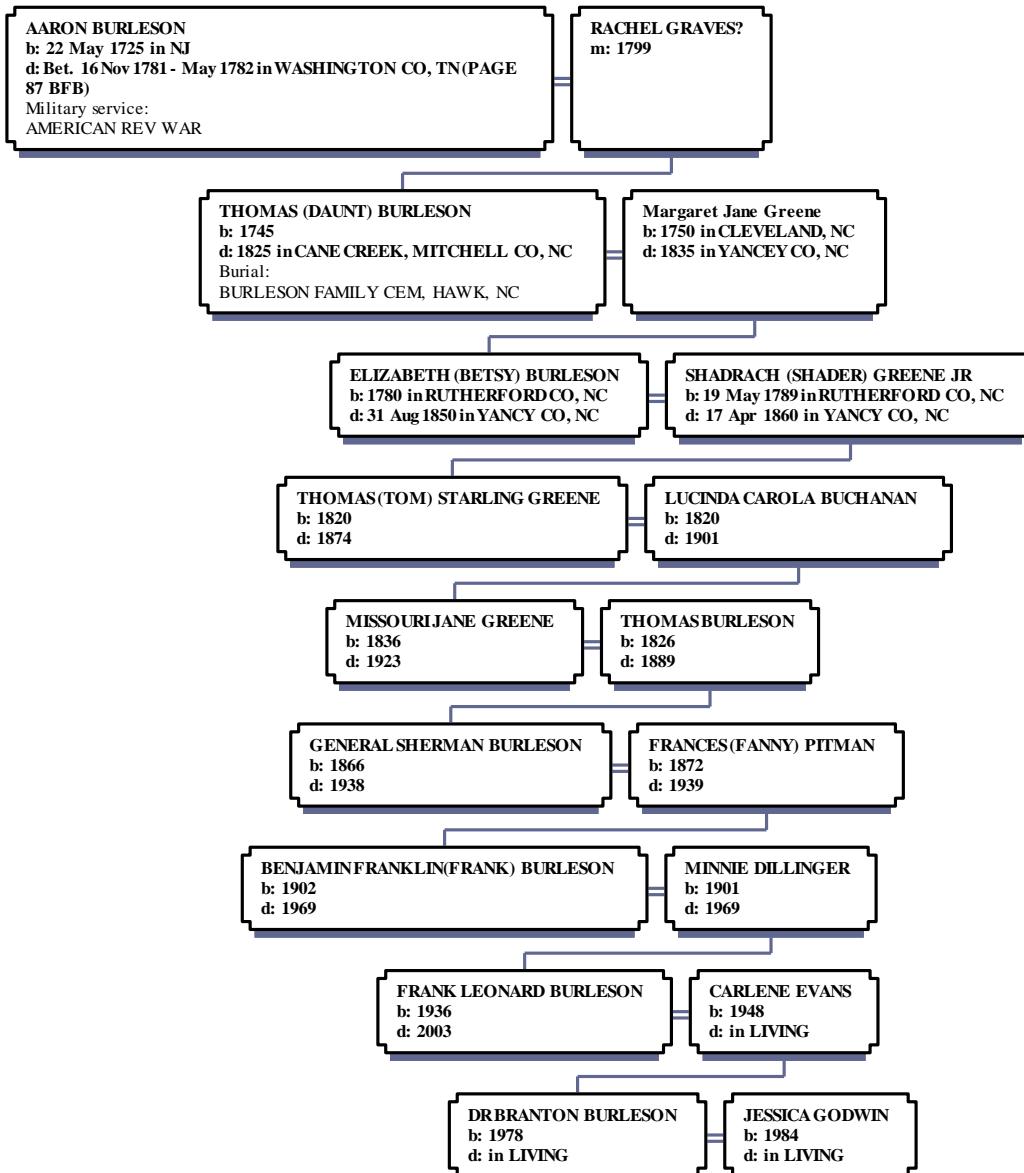 AARON BURLESON
b: 22 May 1725 in NJ
d: Bet. 16 Nov 1781 - May 1782 in WASHINGTON CO, TN (PAGE
87 BFB)
Military service:
AMERICAN REV WAR
RACHEL GRAVES?
m: 1799
THOMAS (DAUNT) BURLESON
b: 1745
d: 1825 in CANE CREEK, MITCHELL CO, NC
Burial:
BURLESON FAMILY CEM, HAWK, NC
Margaret Jane Greene
b: 1750 in CLEVELAND, NC
d: 1835 in YANCEY CO, NC
ELIZABETH (BETSY) BURLESON
b: 1780 in RUTHERFORD CO, NC
d: 31 Aug 1850 in YANCY CO, NC
SHADRACH (SHADER) GREENE JR
b: 19 May 1789 in RUTHERFORD CO, NC
d: 17 Apr 1860 in YANCY CO, NC
THOMAS (TOM) STARLING GREENE
b: 1820
d: 1874
LUCINDA CAROLA BUCHANAN
b: 1820
d: 1901
MISSOURI JANE GREENE
b: 1836
d: 1923
THOMAS BURLESON
b: 1826
d: 1889
GENERAL SHERMAN BURLESON
b: 1866
d: 1938
FRANCES (FANNY) PITMAN
b: 1872
d: 1939
BENJAMIN FRANKLIN (FRANK) BURLESON
b: 1902
d: 1969
MINNIE DILLINGER
b: 1901
d: 1969
FRANK LEONARD BURLESON
b: 1936
d: 2003
CARLENE EVANS
b: 1948
d: in LIVING
DR BRANTON BURLESON
b: 1978
d: in LIVING
JESSICA GODWIN
b: 1984
d: in LIVING